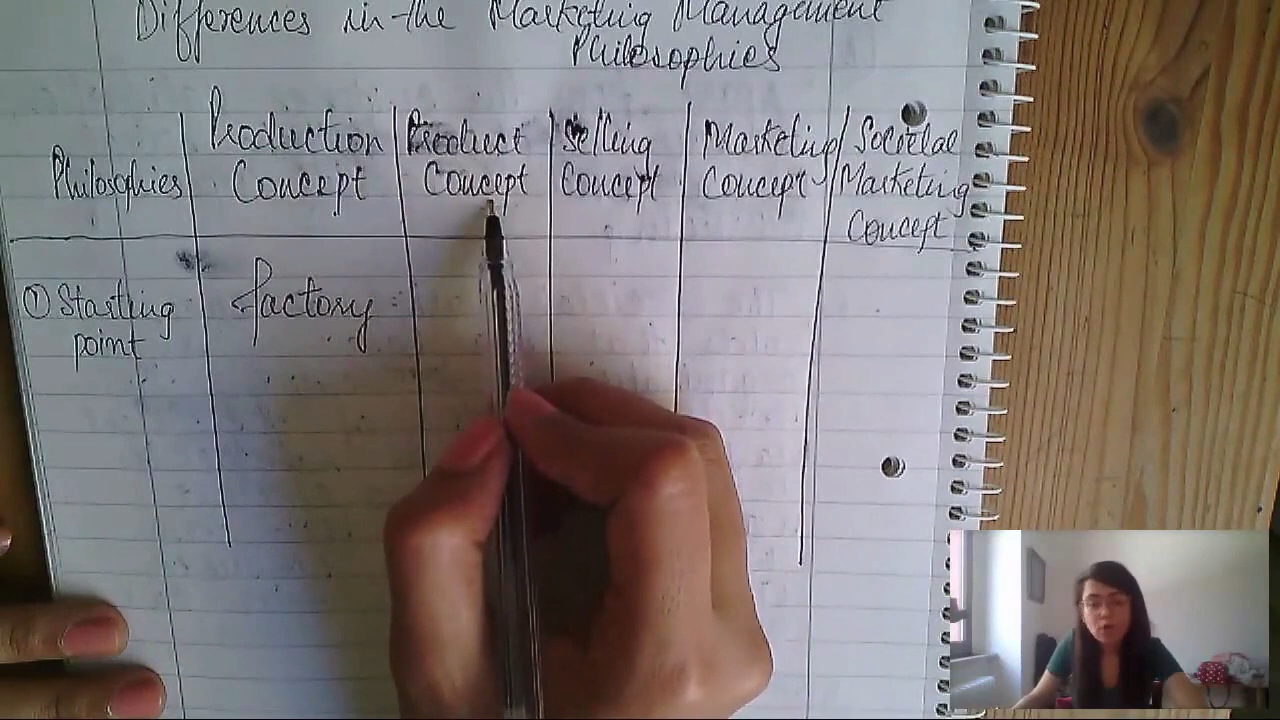 Differences in the Marketing Management
Philosophies
Philosophies
Production
Concept
Product
Concept
Selling
Concept
Marketing
Concept
Societal
Marketing
Concept
① Starting
point
factory